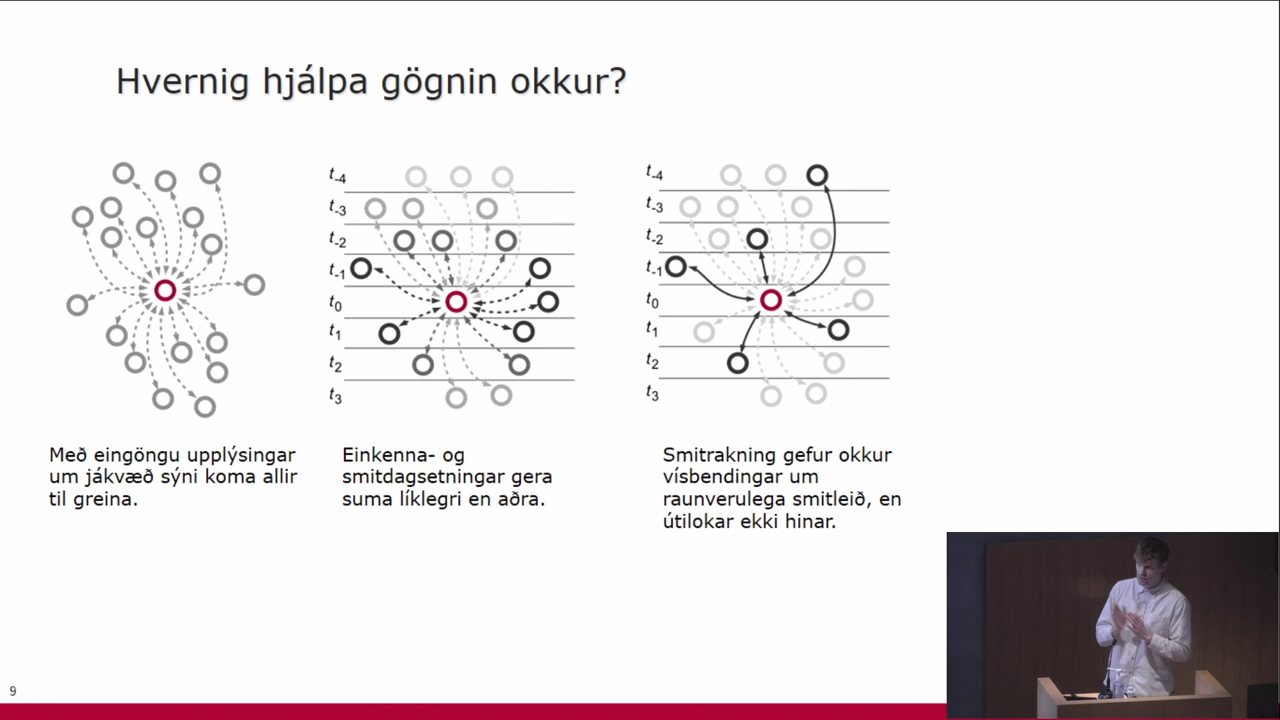 Hvernig hjálpa gögnin okkur?
t-4
t-3
t-2
t-1
t0
t1
t2
t3
t-4
t-3
t-2
t-1
t0
t1
t2
t3
Með eingöngu upplýsingar
um jákvæð sýni koma allir
til greina.
Einkenna- og
smitdagsetningar gera
suma líklegri en aðra.
Smitrakning gefur okkur
vísbendingar um
raunverulega smitleið, en
útilokar ekki hinar.
9